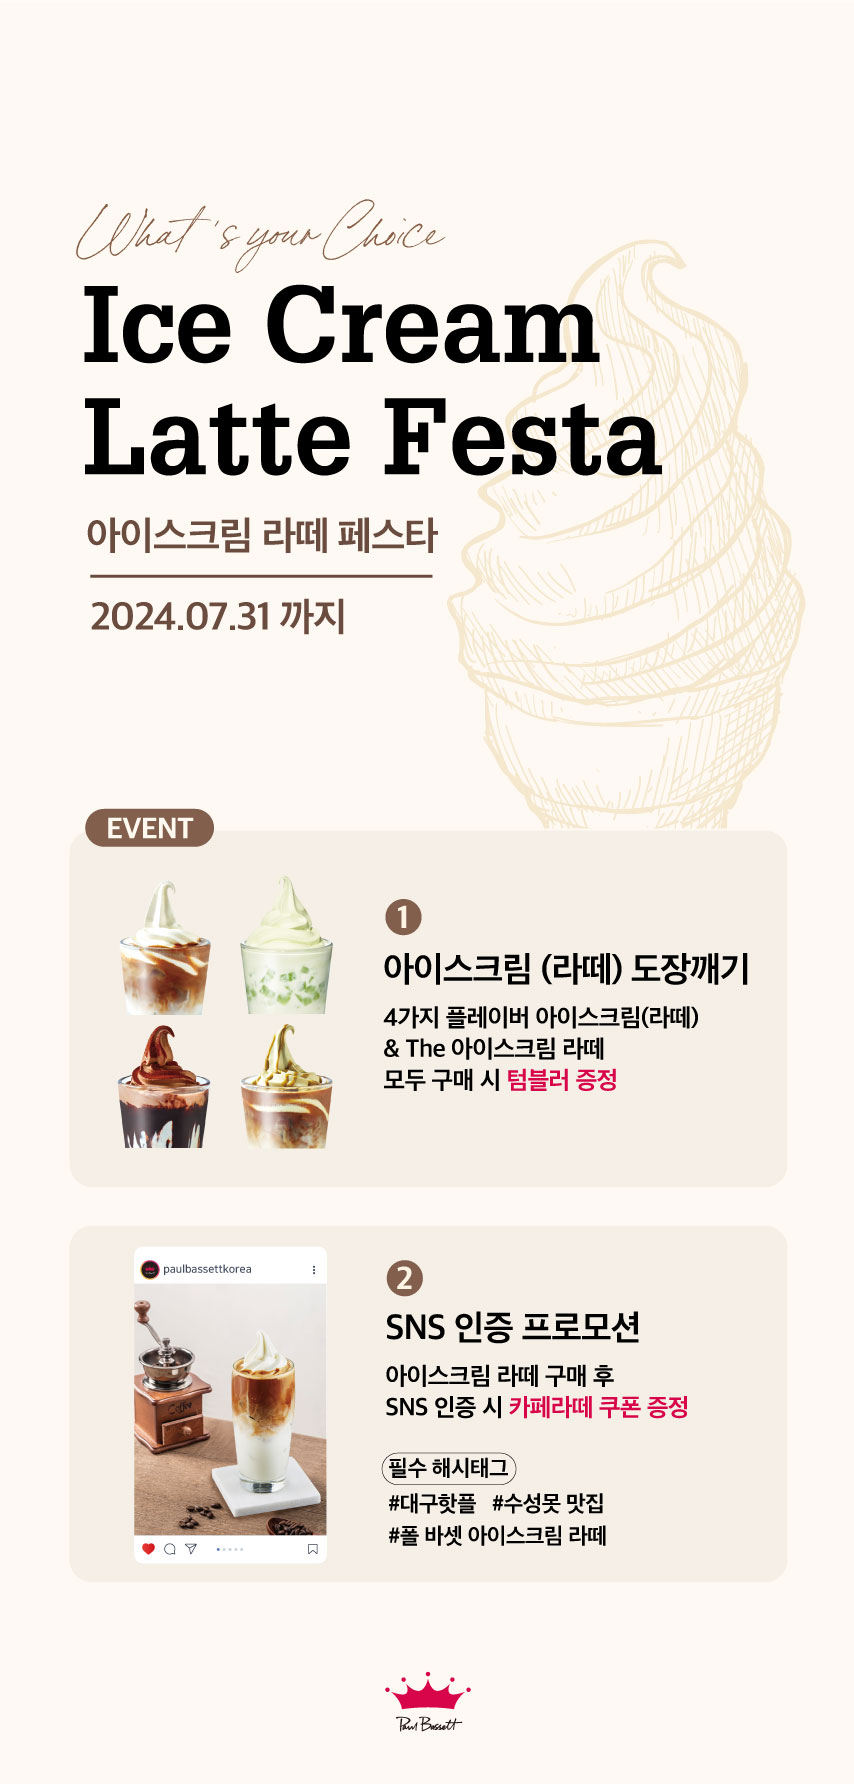 What's your Choice
Ice Cream
Latte Festa
아이스크림 라떼 페스타
2024.07.31 까지
EVENT
1
아이스크림 (라떼) 도장깨기
4가지 플레이버 아이스크림(라떼)
& The 아이스크림 라떼
모두 구매 시 텀블러 증정
paulbassettkorea
Coffee
2
SNS 인증 프로모션
아이스크림 라떼 구매 후
SNS 인증 시 카페라떼 쿠폰 증정
필수 해시태그
#대구핫플 #수성못 맛집
#폴 바셋 아이스크림 라떼
Paul Bassett